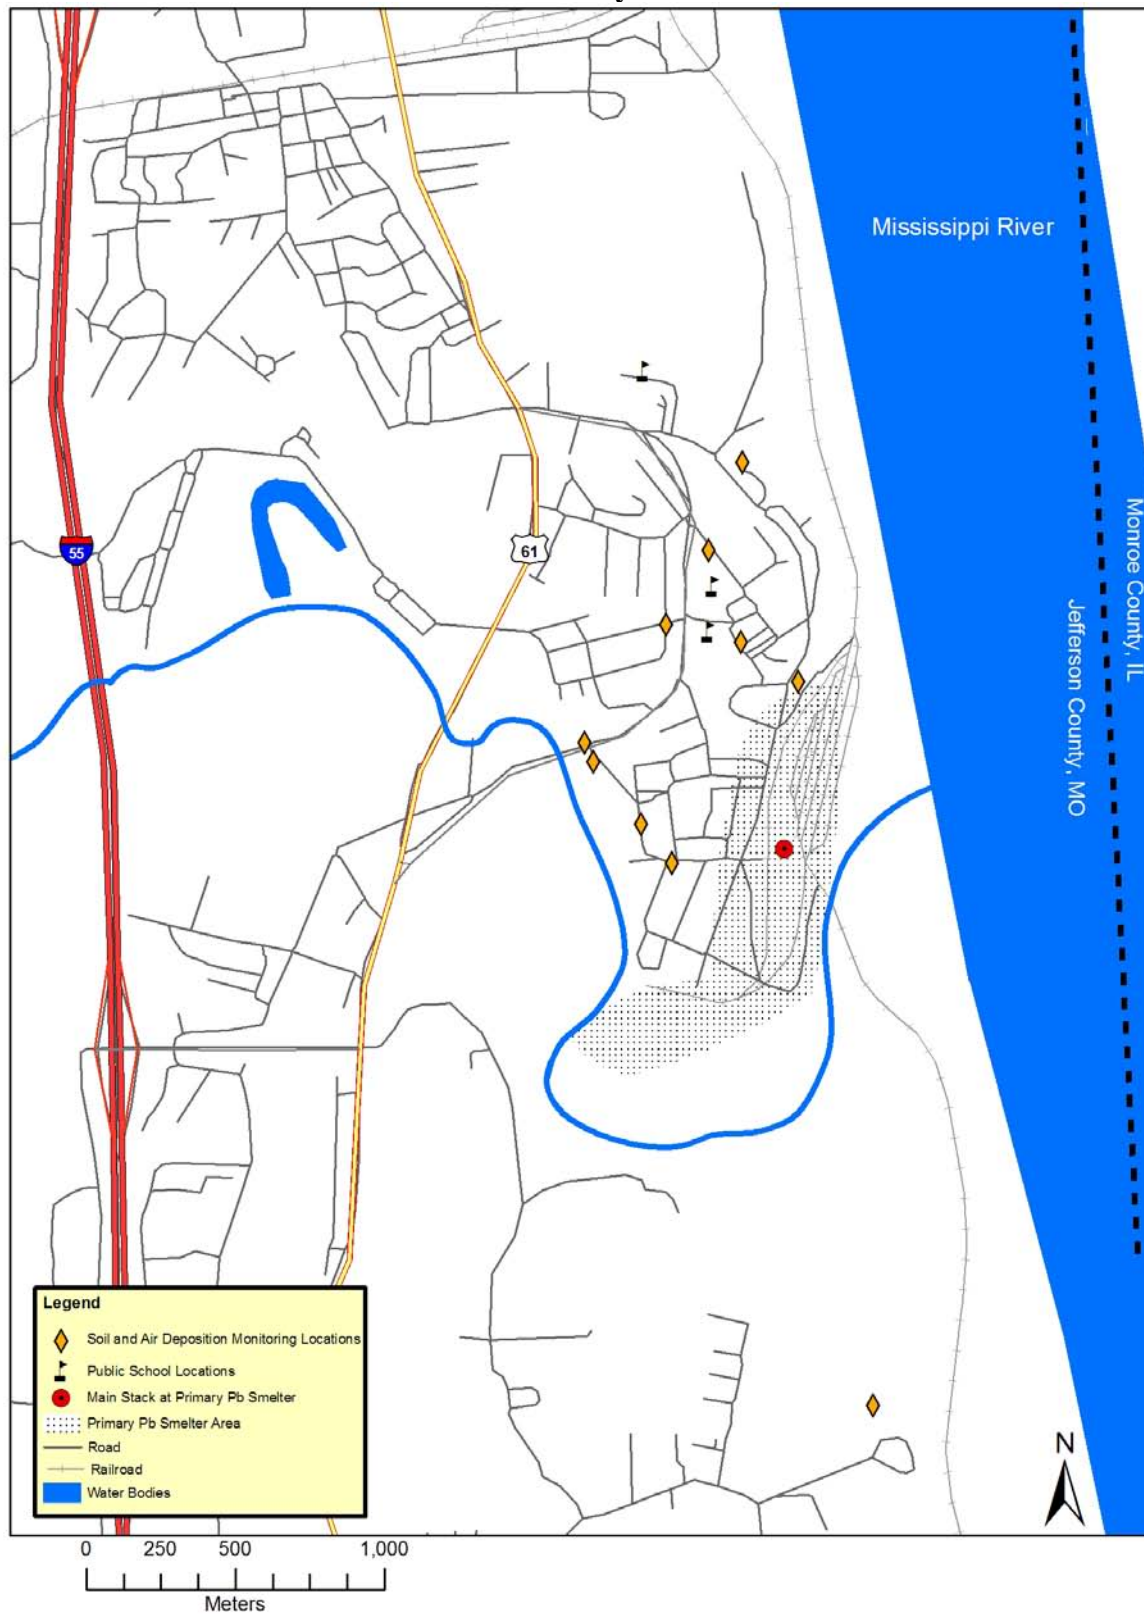 Mississippi River
55
61
Monroe County, IL
Jefferson County, MO
Legend
Soil and Air Deposition Monitoring Locations
Public School Locations
Main Stack at Primary Pb Smelter
Primary Pb Smelter Area
Road
Railroad
Water Bodies
N
0 250 500 1,000
Meters